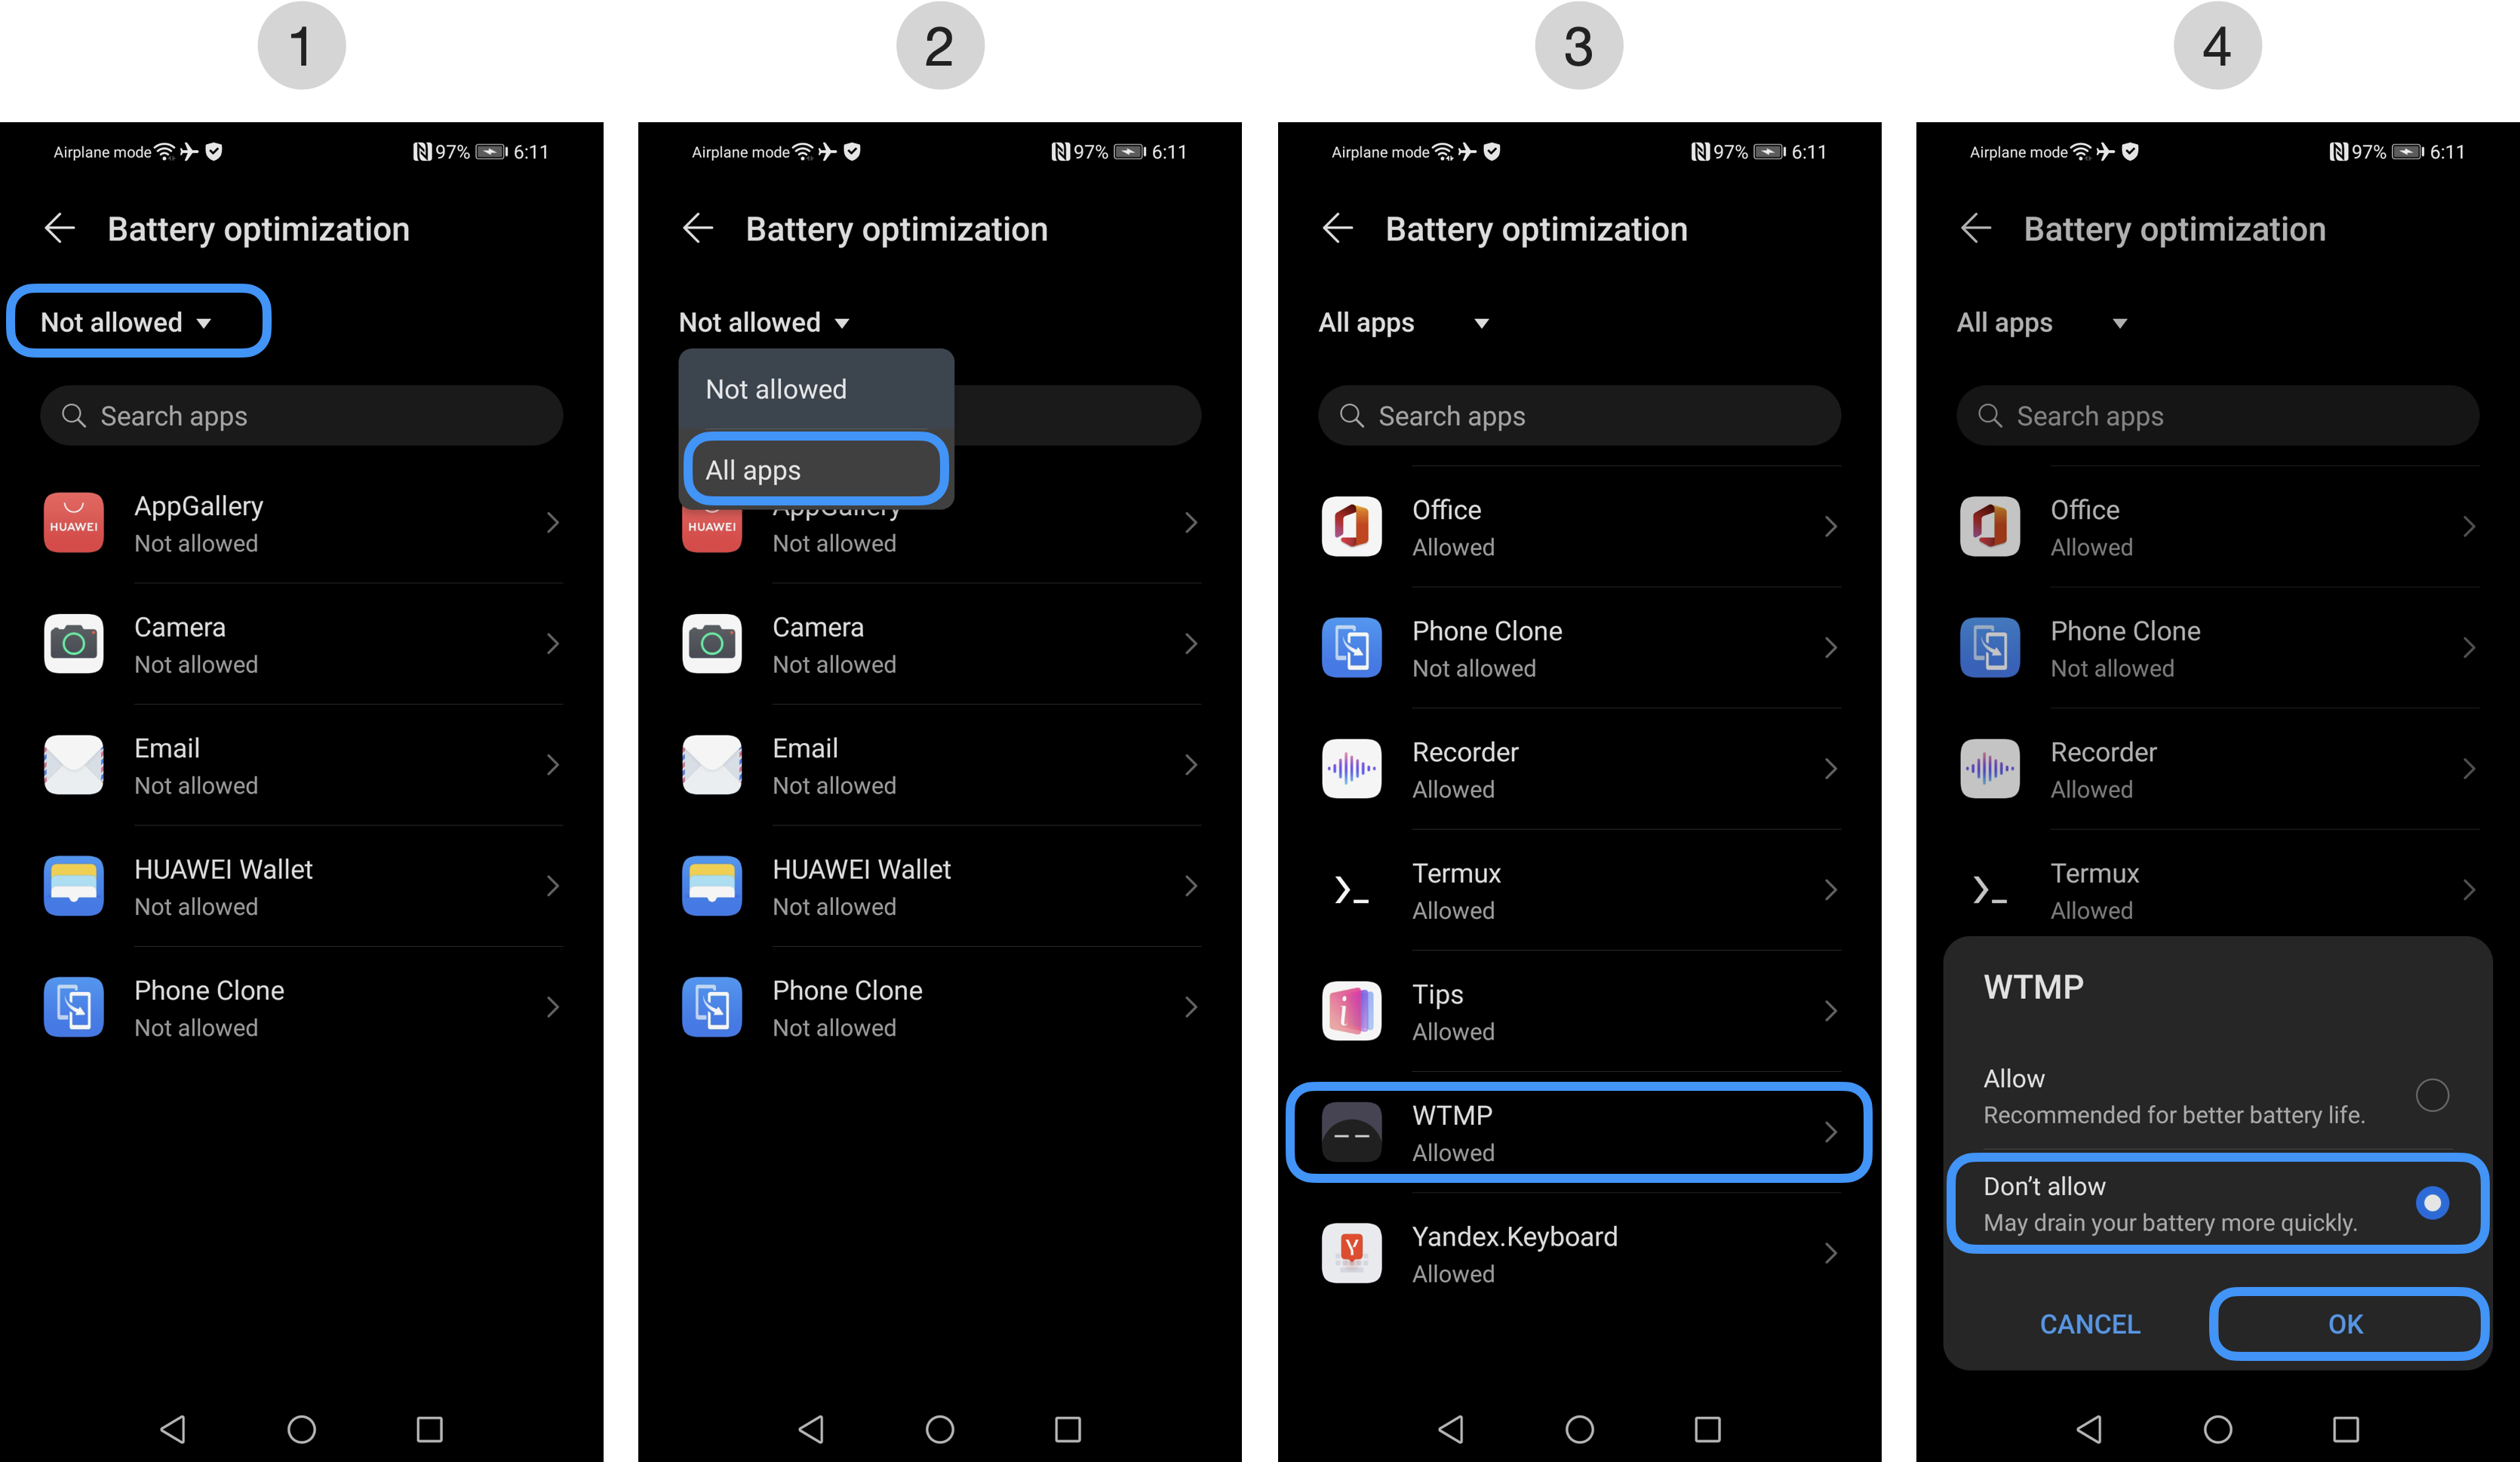 1
Airplane mode 97% 6:11
Battery optimization
Not allowed
Search apps
HUAWEI
AppGallery
Not allowed
Camera
Not allowed
Email
Not allowed
HUAWEI Wallet
Not allowed
Phone Clone
Not allowed
2
Airplane mode 97% 6:11
Battery optimization
Not allowed
Not allowed
All apps
HUAWEI
AppGallery
Not allowed
Camera
Not allowed
Email
Not allowed
HUAWEI Wallet
Not allowed
Phone Clone
Not allowed
3
Airplane mode 97% 6:11
Battery optimization
All apps
Search apps
Office
Allowed
Phone Clone
Not allowed
Recorder
Allowed
Termux
Allowed
Tips
Allowed
WTMP
Allowed
Yandex.Keyboard
Allowed
4
Airplane mode 97% 6:11
Battery optimization
All apps
Search apps
Office
Allowed
Phone Clone
Not allowed
Recorder
Allowed
Termux
Allowed
WTMP
Allow
Recommended for better battery life.
Don’t allow
May drain your battery more quickly.
CANCEL OK